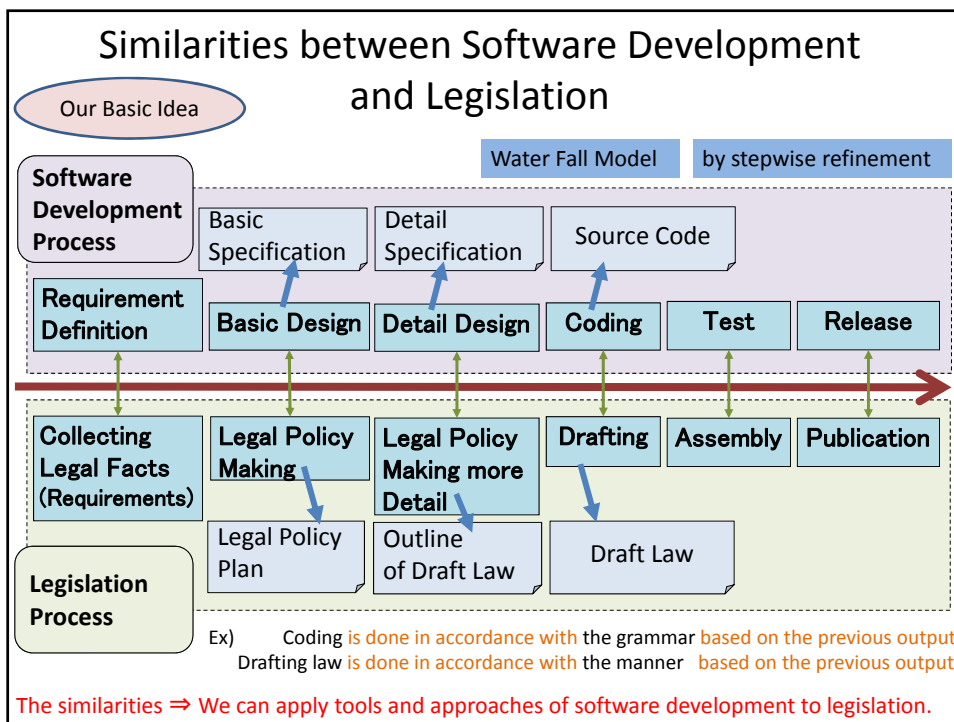 Similarities between Software Development
and Legislation
Our Basic Idea
Water Fall Model
by stepwise refinement
Software
Development
Process
Basic
Specification
Detail
Specification
Source Code
Requirement
Definition
Basic Design
Detail Design
Coding
Test
Release
Collecting
Legal Facts
(Requirements)
Legal Policy
Making
Legal Policy
Making more
Detail
Drafting
Assembly
Publication
Legal Policy
Plan
Outline
of Draft Law
Draft Law
Legislation
Process
Ex) Coding is done in accordance with the grammar based on the previous output
Drafting law is done in accordance with the manner based on the previous output
The similarities ⇒ We can apply tools and approaches of software development to legislation.